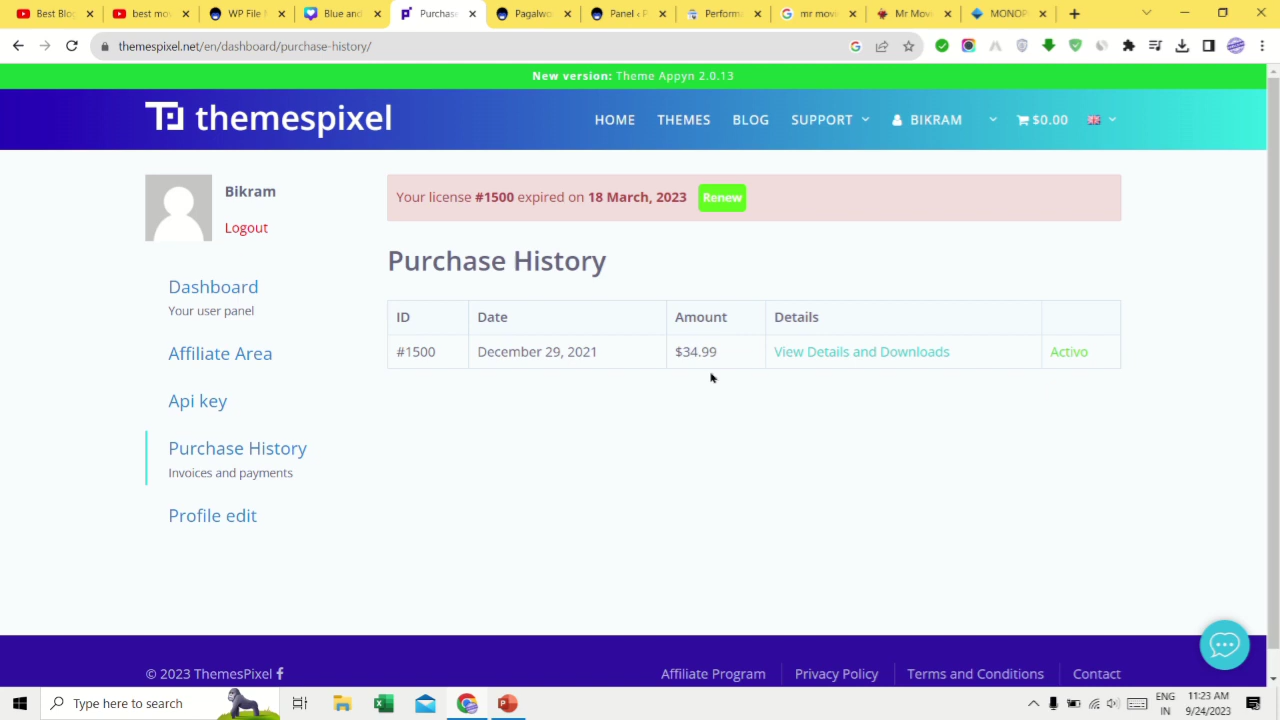 Best Blog
best mov
WP File M
Blue and
Purchase
Pagalwo
Panel ‹ P
Performa
mr movi
Mr Move
MONOP
themespixel.net/en/dashboard/purchase-history/
New version: Theme Appyn 2.0.13
themespixel
HOME THEMES BLOG SUPPORT BIKRAM $0.00
Bikram
Logout
Your license #1500 expired on 18 March, 2023 Renew
Purchase History
ID Date Amount Details
#1500 December 29, 2021 $34.99 View Details and Downloads Activo
Dashboard
Your user panel
Affiliate Area
Api key
Purchase History
Invoices and payments
Profile edit
© 2023 ThemesPixel
Affiliate Program Privacy Policy Terms and Conditions Contact
Type here to search
ENG
IN
11:23 AM
9/24/2023